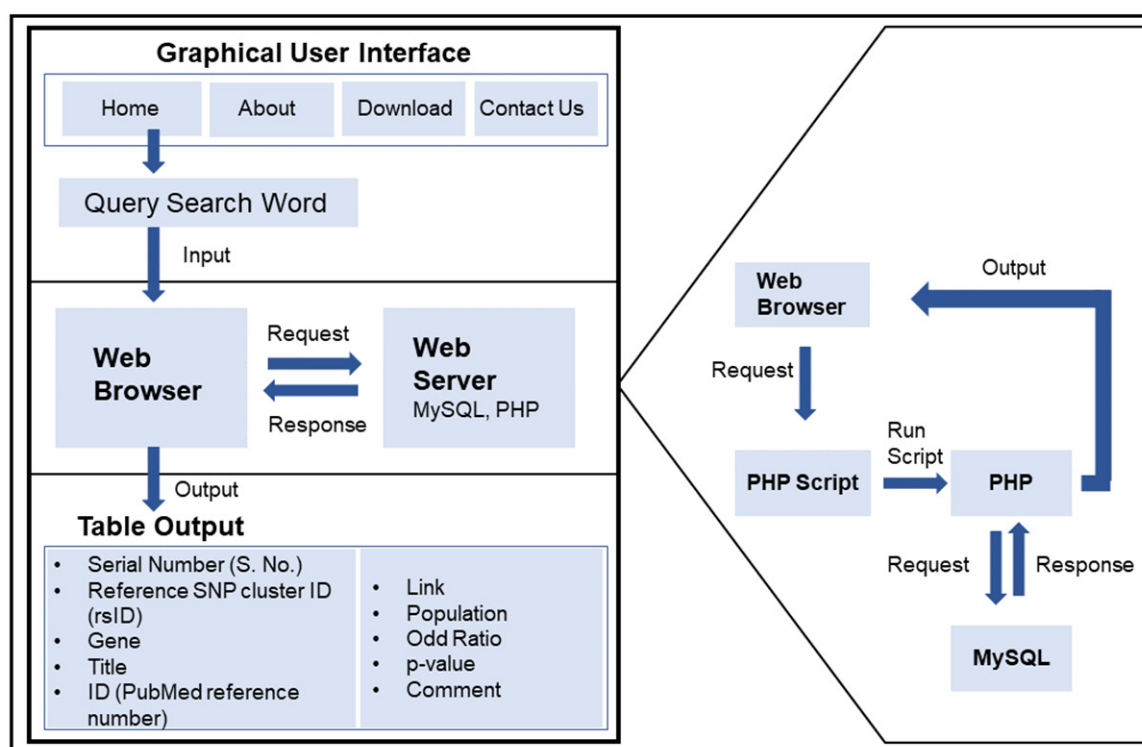 Graphical User Interface
Home
About
Download
Contact Us
Query Search Word
Input
Web
Browser
Request
Response
Web
Server
MySQL, PHP
Output
Table Output
• Serial Number (S. No.)
• Reference SNP cluster ID
(rsID)
• Gene
• Title
• ID (PubMed reference
number)
• Link
• Population
• Odd Ratio
• p-value
• Comment
Web
Browser
Output
Request
PHP Script
Run
Script
PHP
Request
Response
MySQL